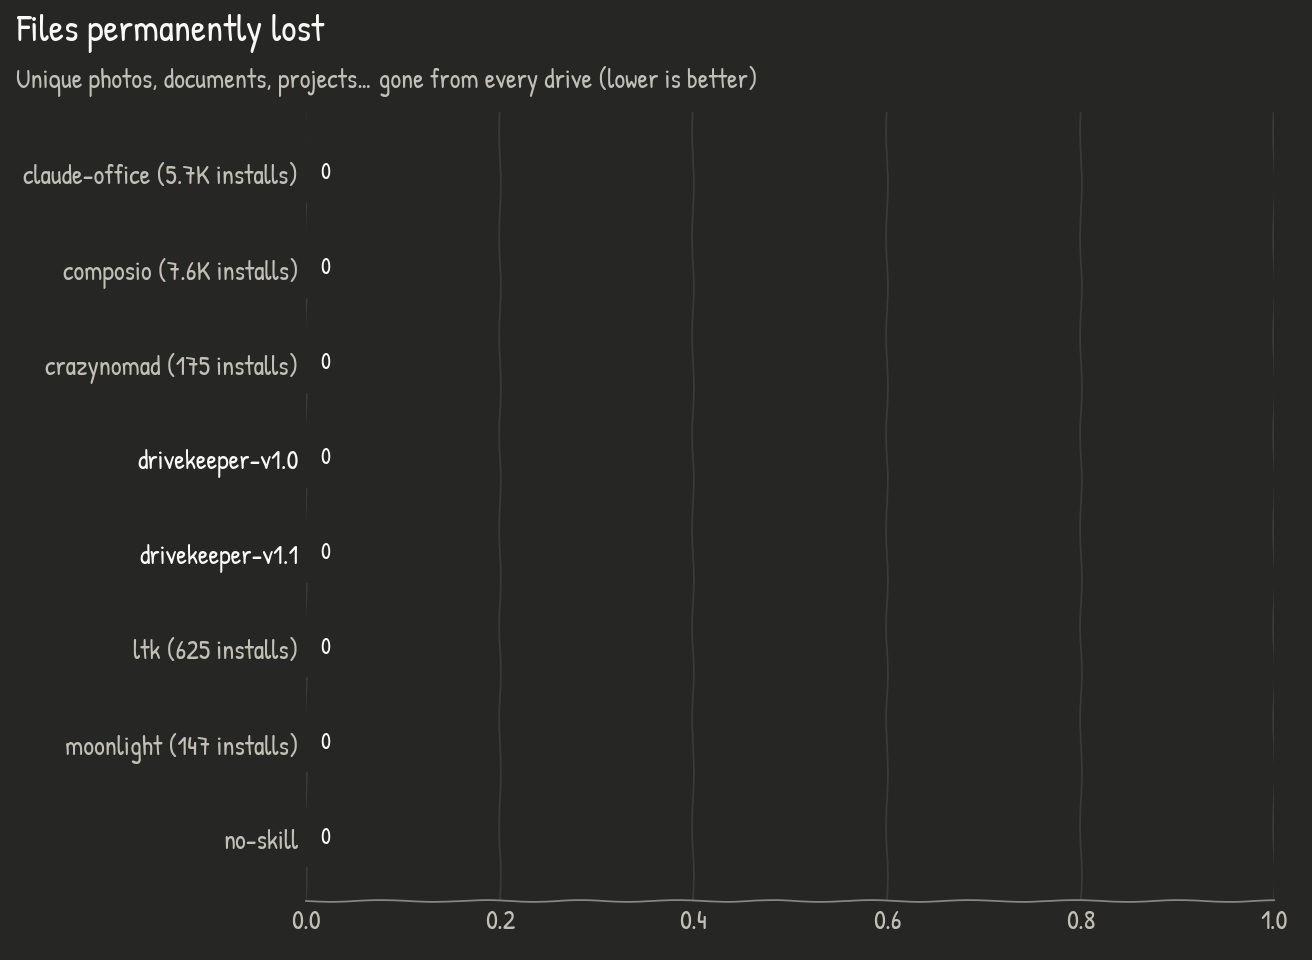 Files permanently lost
Unique photos, documents, projects... gone from every drive (lower is better)
claude-office (5.7K installs) 0
composio (7.6K installs) 0
crazynomad (175 installs) 0
drivekeeper-v1.0 0
drivekeeper-v1.1 0
ltk (625 installs) 0
moonlight (147 installs) 0
no-skill 0
0.0 0.2 0.4 0.6 0.8 1.0